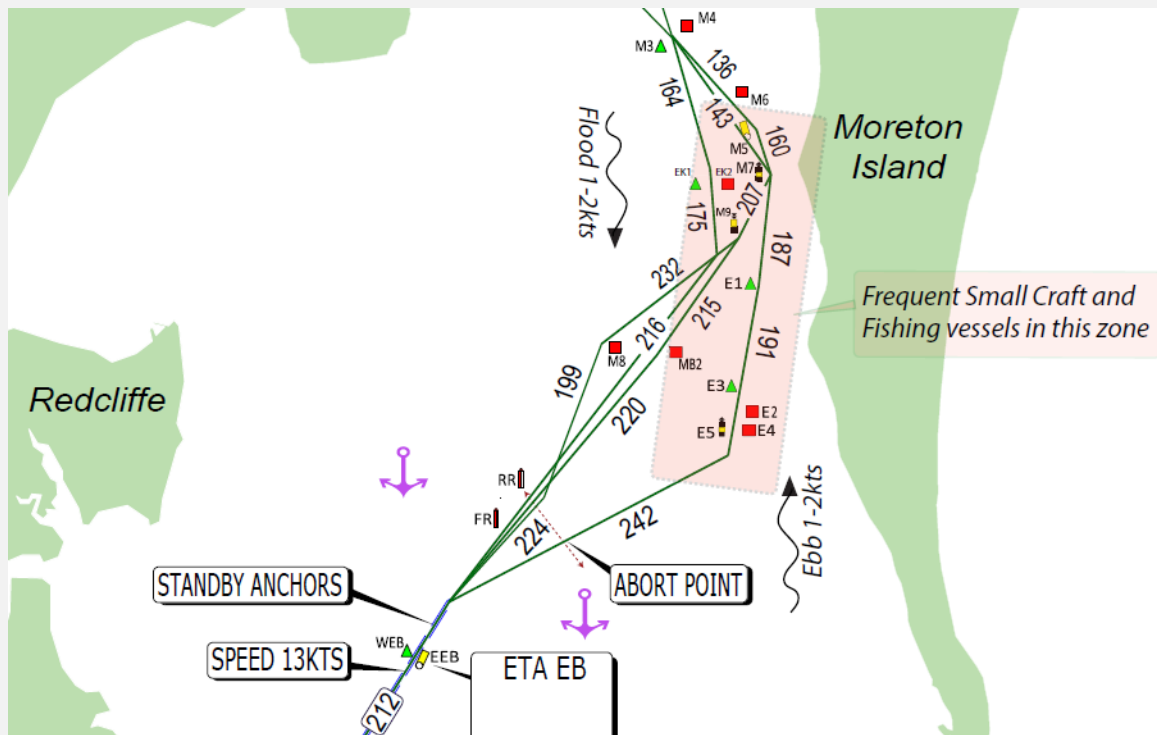 M4
M3
136
M6
164
143
Moreton
Island
Flood 1-2kts
M5
160
M7
EK1
EK2
207
175
M9
187
232
E1
Frequent Small Craft and
Fishing vessels in this zone
215
216
191
M8
MB2
199
E3
Redcliffe
220
E2
E5
E4
RR
242
Ebb 1-2kts
FR
224
STANDBY ANCHORS
ABORT POINT
WEB
EEB
SPEED 13KTS
ETA EB
212